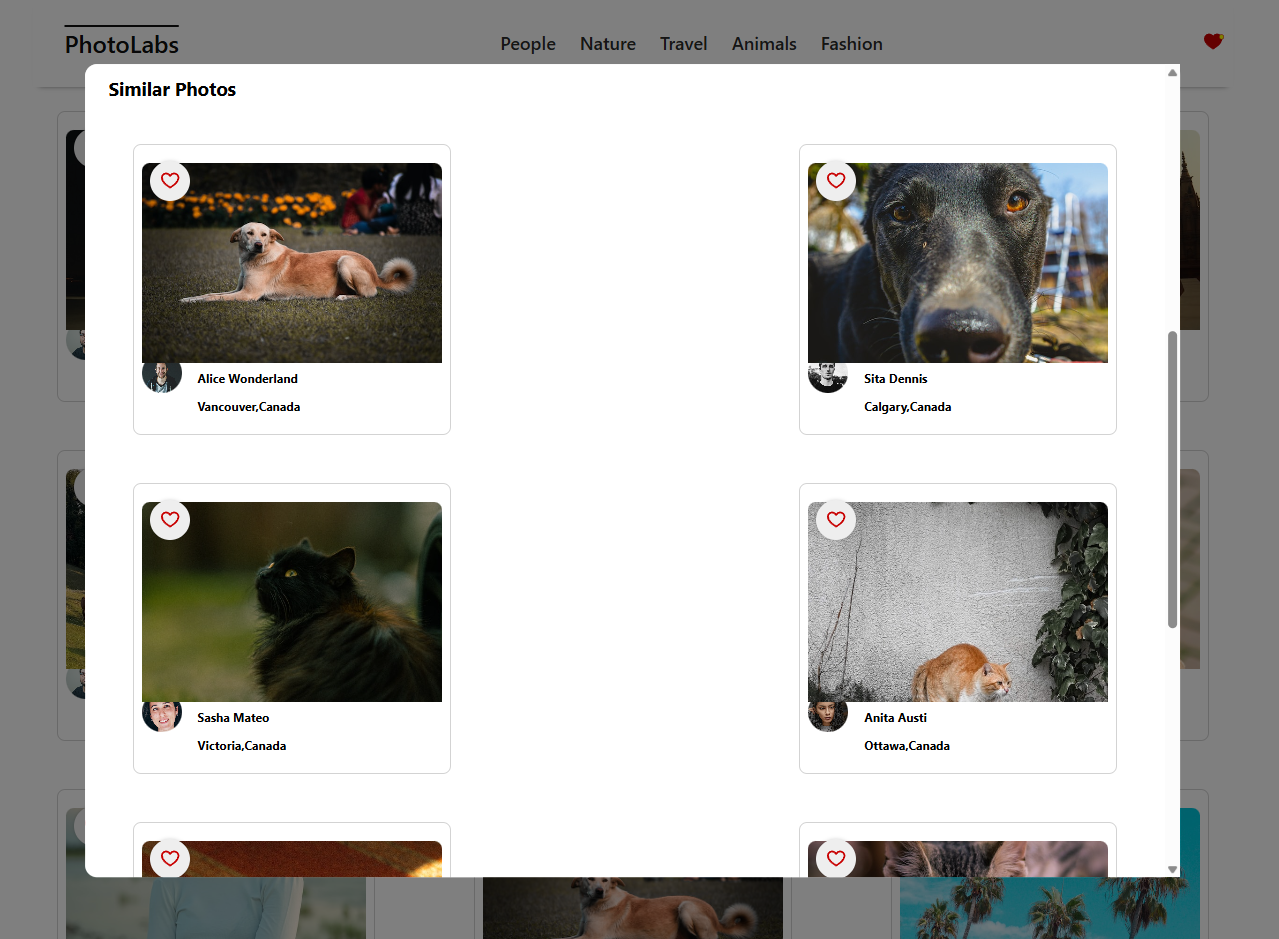 PhotoLabs
People Nature Travel Animals Fashion
Similar Photos
Alice Wonderland
Vancouver,Canada
Sita Dennis
Calgary,Canada
Sasha Mateo
Victoria,Canada
Anita Austi
Ottawa,Canada